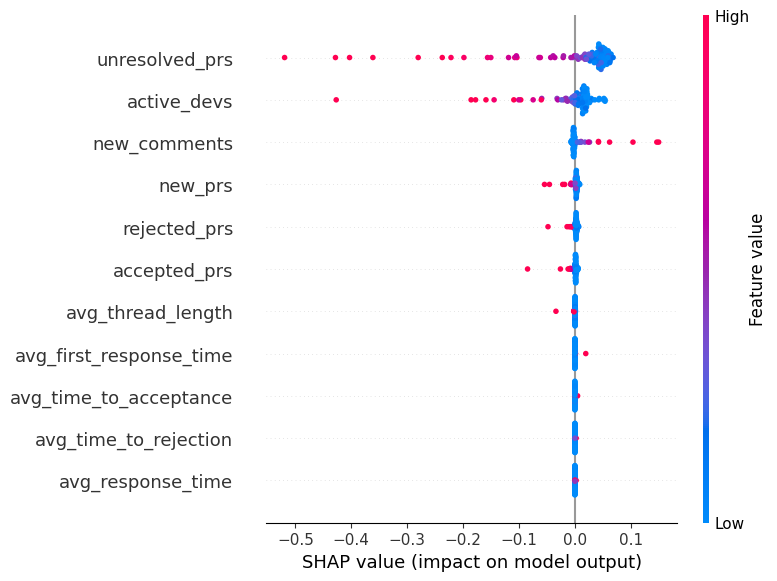 High
unresolved_prs
active_devs
new_comments
new_prs
rejected_prs
accepted_prs
avg_thread_length
avg_first_response_time
avg_time_to_acceptance
avg_time_to_rejection
avg_response_time
Feature value
Low
−0.5 −0.4 −0.3 −0.2 −0.1 0.0 0.1
SHAP value (impact on model output)